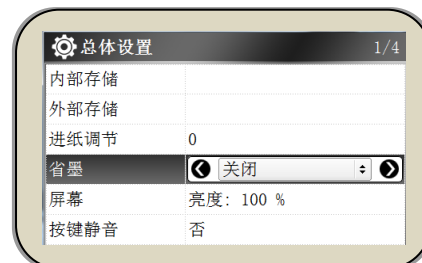 总体设置 1/4
内部存储
外部存储
进纸调节 0
省墨 关闭
屏幕 亮度: 100 %
按键静音 否